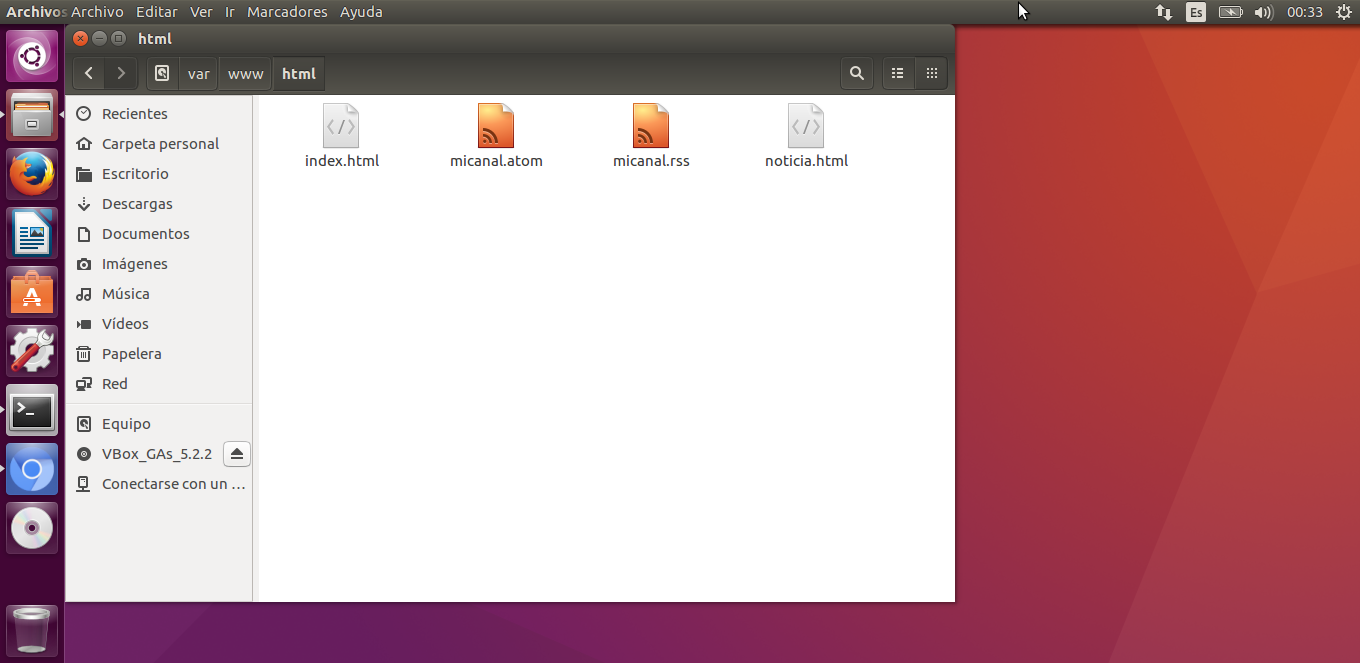 Archivos Archivo Editar Ver Ir Marcadores Ayuda Es 00:33
html
var www html
Recientes
Carpeta personal
Escritorio
Descargas
Documentos
Imágenes
Música
Vídeos
Papelera
Red
Equipo
VBox_GAs_5.2.2
Conectarse con un ...
index.html micanal.atom micanal.rss noticia.html